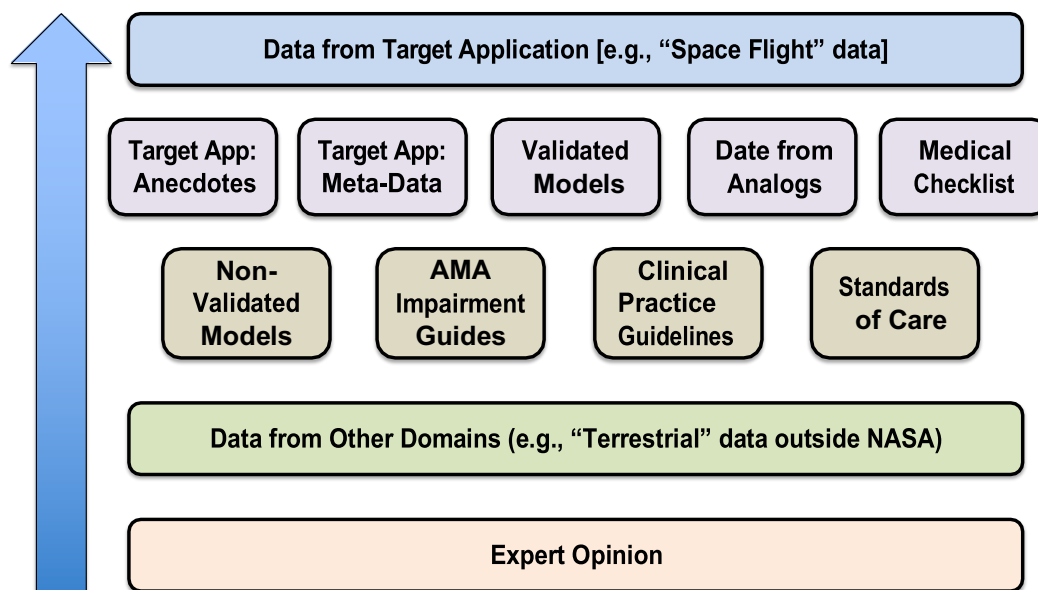 Data from Target Application [e.g., “Space Flight” data]
Target App:
Anecdotes
Target App:
Meta-Data
Validated
Models
Date from
Analogs
Medical
Checklist
Non-
Validated
Models
AMA
Impairment
Guides
Clinical
Practice
Guidelines
Standards
of Care
Data from Other Domains (e.g., “Terrestrial” data outside NASA)
Expert Opinion